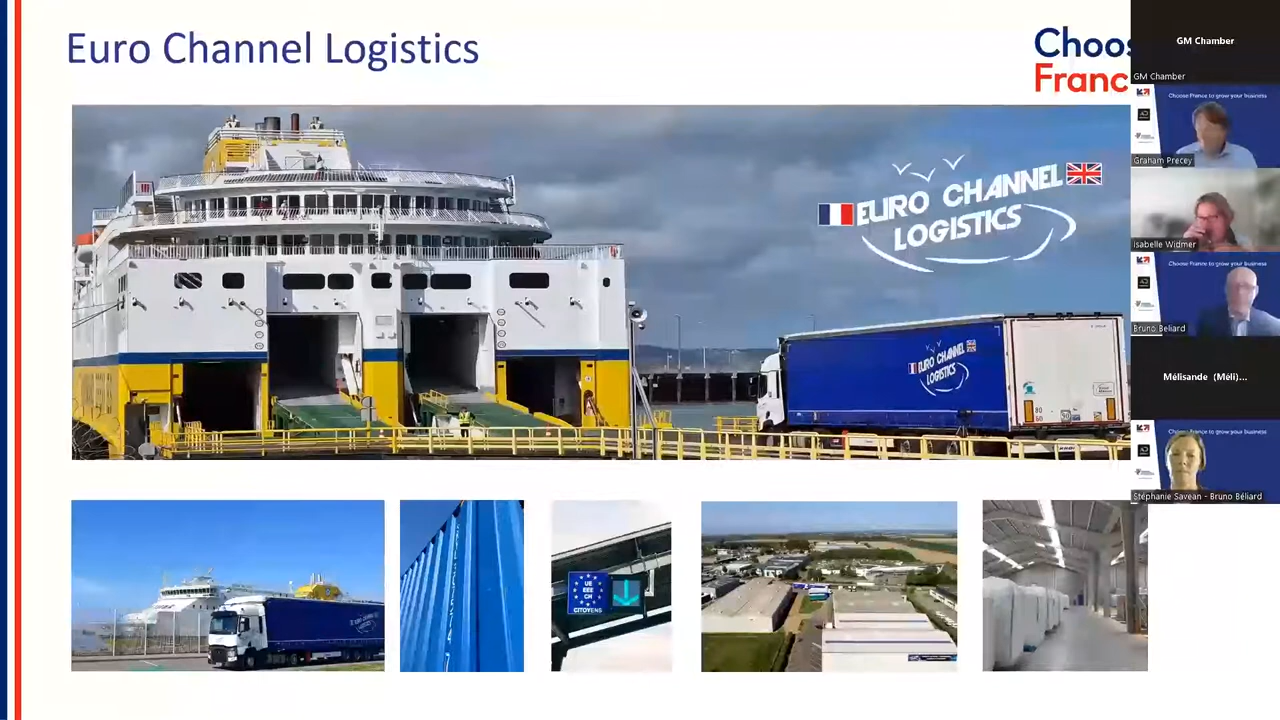 Euro Channel Logistics
Choos
Franc
EURO CHANNEL
LOGISTICS
EURO CHANNEL
LOGISTICS
UE
EEE
CH
CITOYENS
GM Chamber
GM Chamber
Choose France to grow your business
Graham Precey
Isabelle Widmer
Choose France to grow your business
Bruno Beliard
Mélisande (Méli)...
Choose France to grow your business
Stéphanie Savean - Bruno Béliard